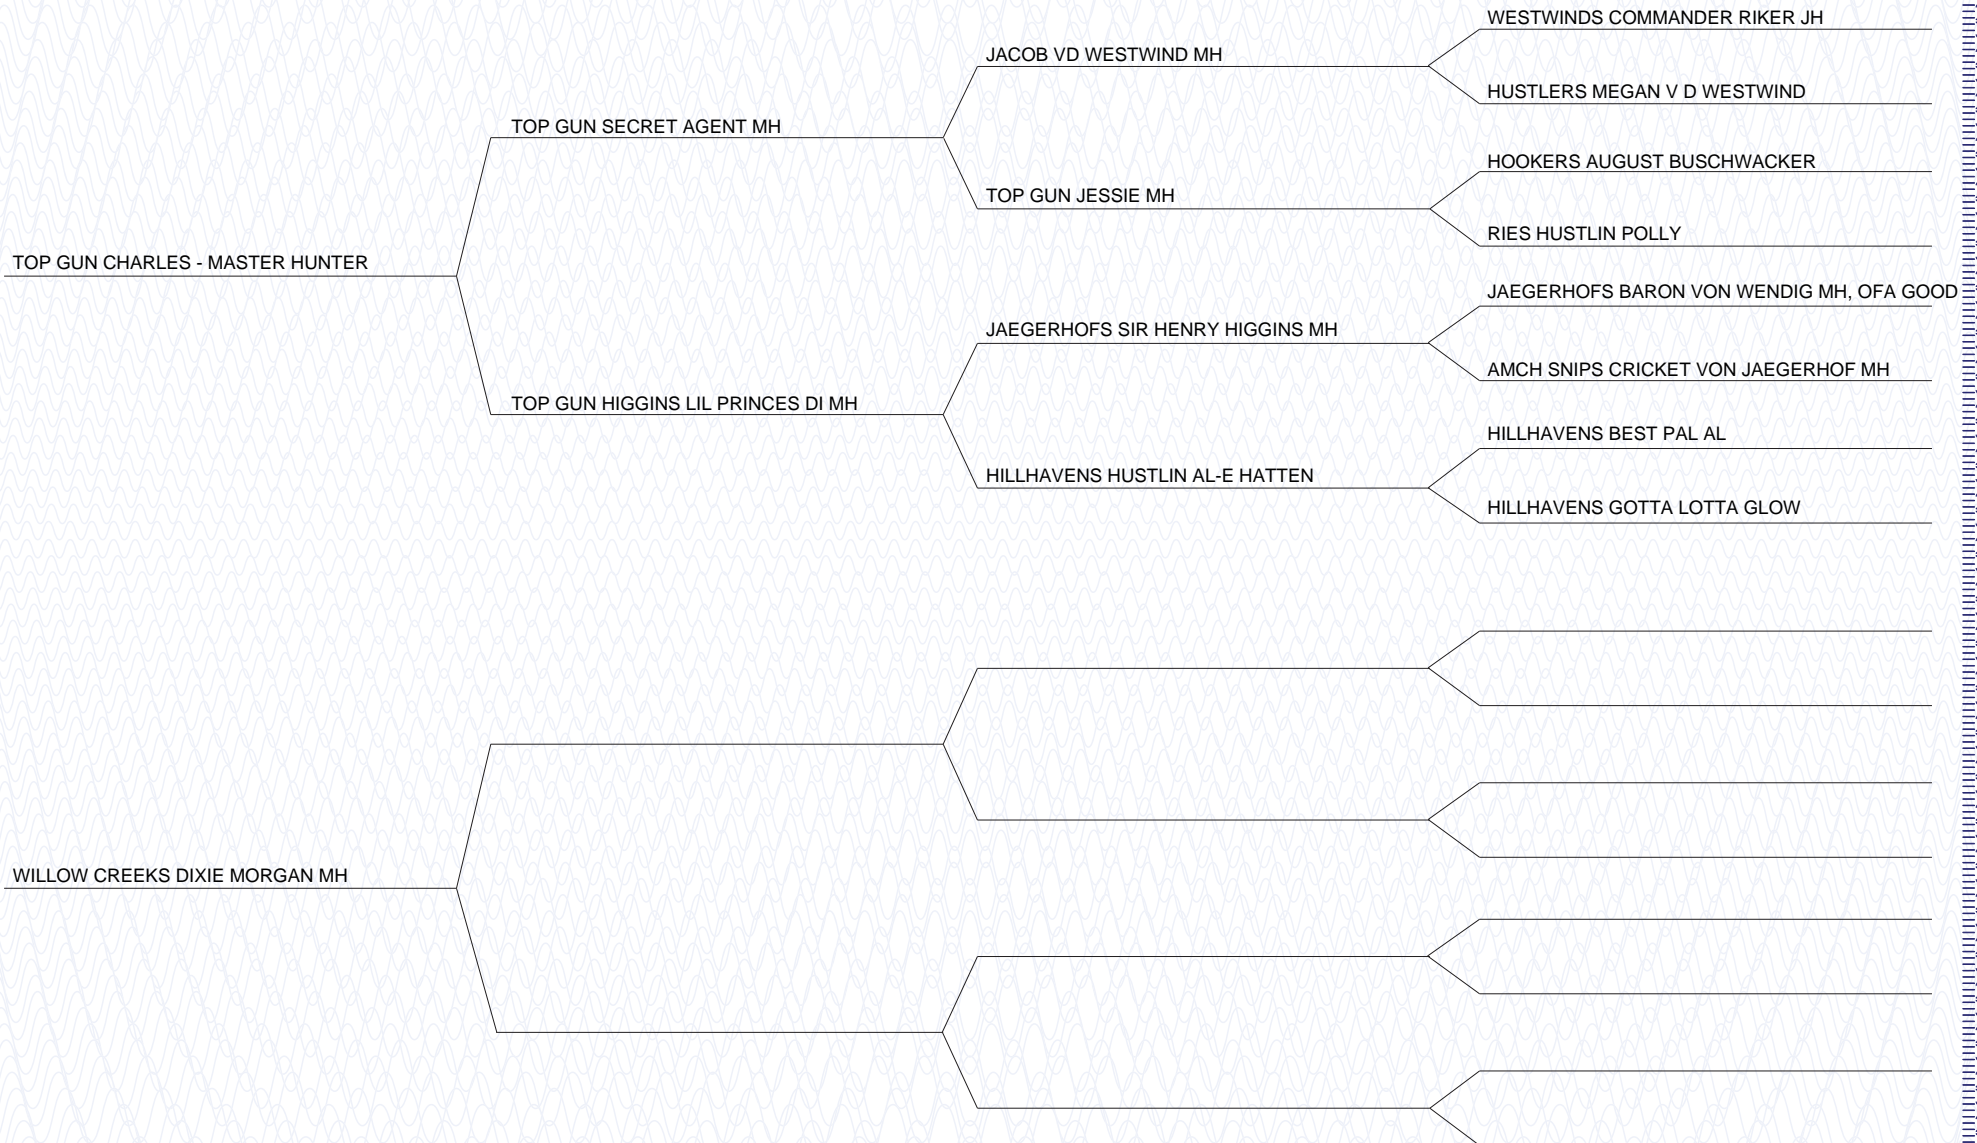 WESTWINDS COMMANDER RIKER JH
JACOB VD WESTWIND MH
HUSTLERS MEGAN V D WESTWIND
TOP GUN SECRET AGENT MH
HOOKERS AUGUST BUSCHWACKER
TOP GUN JESSIE MH
RIES HUSTLIN POLLY
TOP GUN CHARLES - MASTER HUNTER
JAEGERHOFS BARON VON WENDIG MH, OFA GOOD
JAEGERHOFS SIR HENRY HIGGINS MH
AMCH SNIPS CRICKET VON JAEGERHOF MH
TOP GUN HIGGINS LIL PRINCES DI MH
HILLHAVENS BEST PAL AL
HILLHAVENS HUSTLIN AL-E HATTEN
HILLHAVENS GOTTA LOTTA GLOW
WILLOW CREEKS DIXIE MORGAN MH